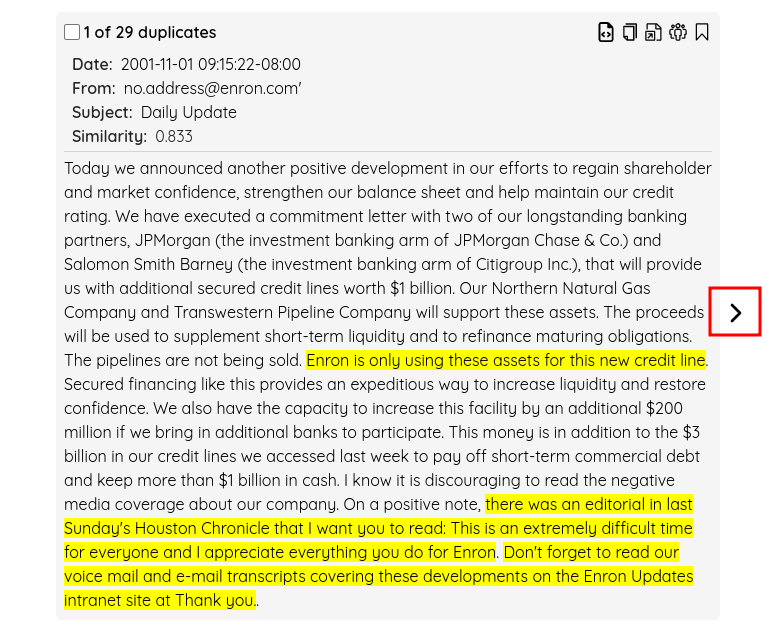 1 of 29 duplicates
Date: 2001-11-01 09:15:22-08:00
From: no.address@enron.com'
Subject: Daily Update
Similarity: 0.833
Today we announced another positive development in our efforts to regain shareholder
and market confidence, strengthen our balance sheet and help maintain our credit
rating. We have executed a commitment letter with two of our longstanding banking
partners, JPMorgan (the investment banking arm of JPMorgan Chase & Co.) and
Salomon Smith Barney (the investment banking arm of Citigroup Inc.), that will provide
us with additional secured credit lines worth $1 billion. Our Northern Natural Gas
Company and Transwestern Pipeline Company will support these assets. The proceeds
will be used to supplement short-term liquidity and to refinance maturing obligations.
The pipelines are not being sold. Enron is only using these assets for this new credit line.
Secured financing like this provides an expeditious way to increase liquidity and restore
confidence. We also have the capacity to increase this facility by an additional $200
million if we bring in additional banks to participate. This money is in addition to the $3
billion in our credit lines we accessed last week to pay off short-term commercial debt
and keep more than $1 billion in cash. I know it is discouraging to read the negative
media coverage about our company. On a positive note, there was an editorial in last
Sunday's Houston Chronicle that I want you to read: This is an extremely difficult time
for everyone and I appreciate everything you do for Enron. Don't forget to read our
voice mail and e-mail transcripts covering these developments on the Enron Updates
intranet site at Thank you..